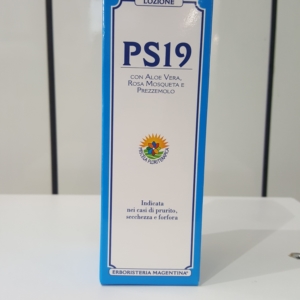 LOZIONE
PS19
CON ALOE VERA,
ROSA MOSQUETA E
PREZZEMOLO
Indicata
nei casi di prurito,
secchezza e forfora
ERBORISTERIA MAGENTINA®